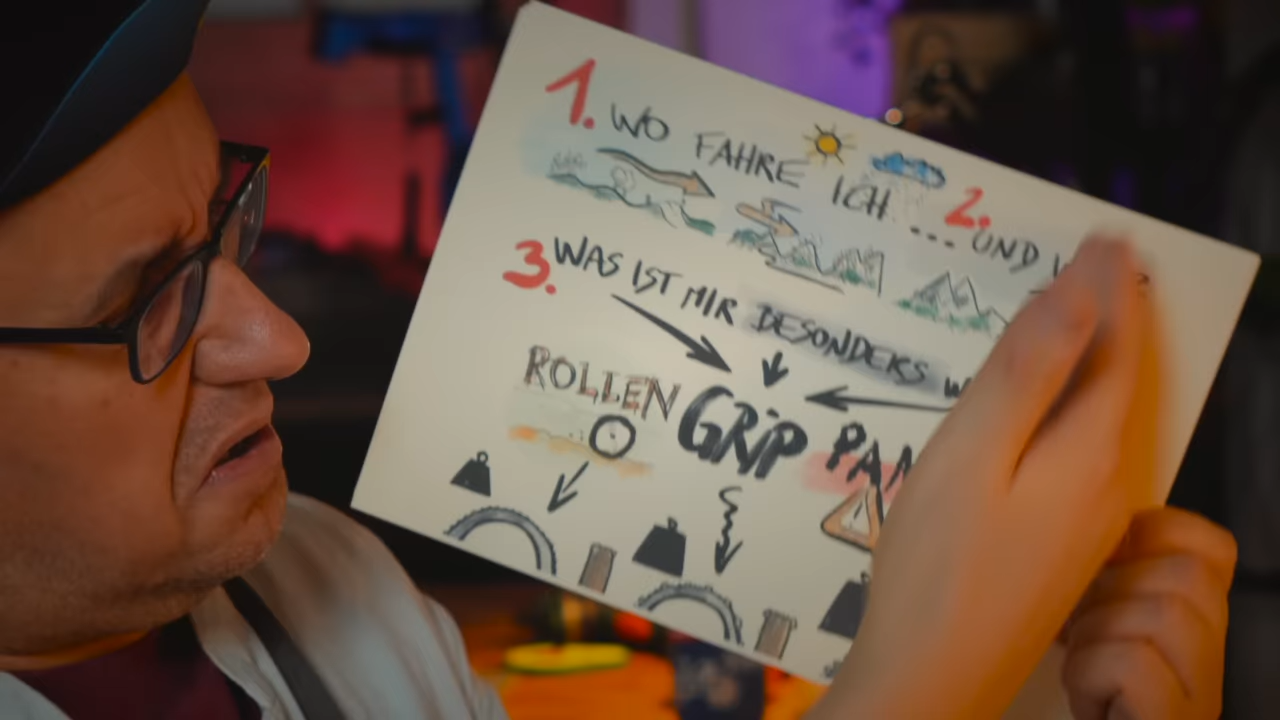 1. WO FAHRE ICH
2. ... UND
3. WAS IST MIR BESONDERS
ROLLEN GRIP